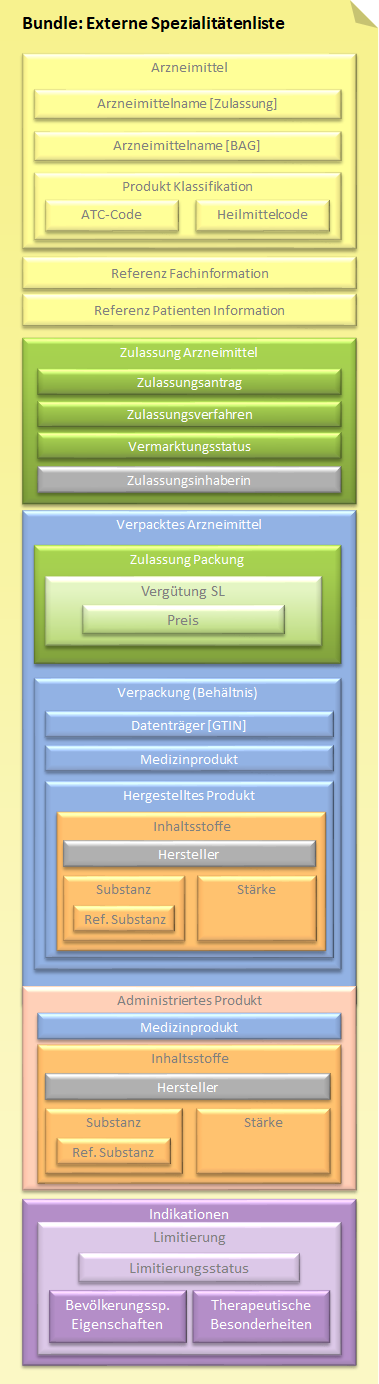 Bundle: Externe Spezialitätenliste
Arzneimittel
Arzneimittelname [Zulassung]
Arzneimittelname [BAG]
Produkt Klassifikation
ATC-Code
Heilmittelcode
Referenz Fachinformation
Referenz Patienten Information
Zulassung Arzneimittel
Zulassungsantrag
Zulassungsverfahren
Vermarktungsstatus
Zulassungsinhaberin
Verpacktes Arzneimittel
Zulassung Packung
Vergütung SL
Preis
Verpackung (Behältnis)
Datenträger [GTIN]
Medizinprodukt
Hergestelltes Produkt
Inhaltsstoffe
Hersteller
Substanz
Stärke
Ref. Substanz
Administriertes Produkt
Medizinprodukt
Inhaltsstoffe
Hersteller
Substanz
Stärke
Ref. Substanz
Indikationen
Limitierung
Limitierungsstatus
Bevölkerungssp.
Eigenschaften
Therapeutische
Besonderheiten